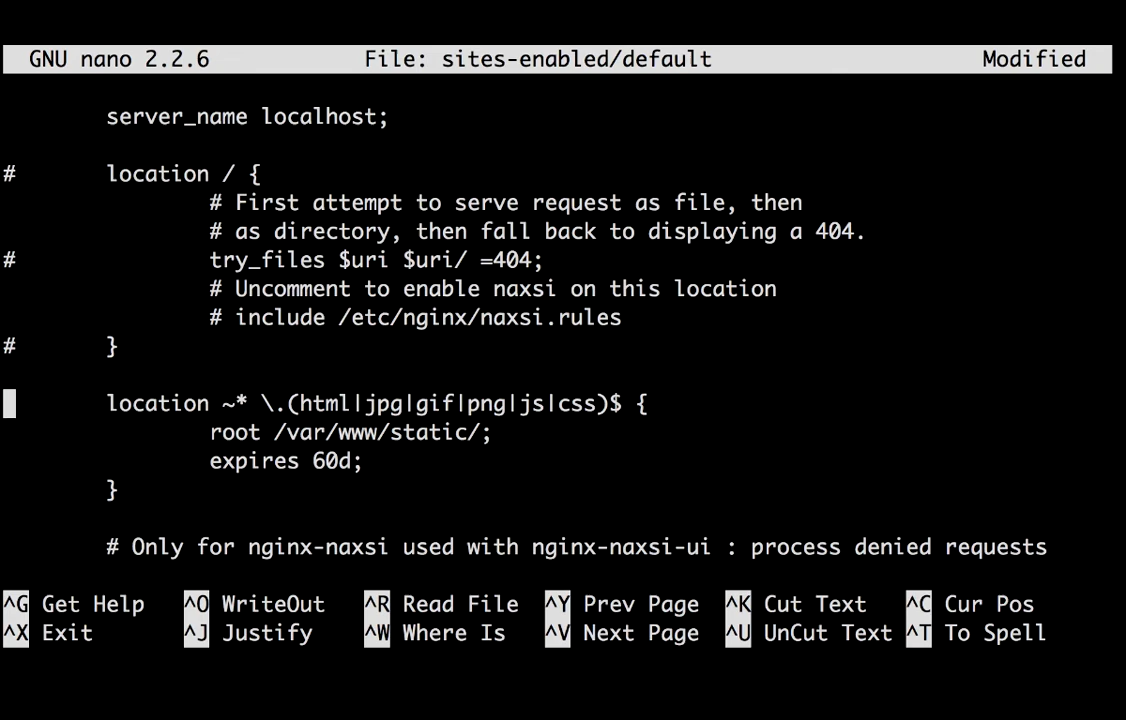 GNU nano 2.2.6 File: sites-enabled/default Modified
server_name localhost;
# location / {
# First attempt to serve request as file, then
# as directory, then fall back to displaying a 404.
# try_files $uri $uri/ =404;
# Uncomment to enable naxsi on this location
# include /etc/nginx/naxsi.rules
# }
location ~* \.(html|jpg|gif|png|js|css)$ {
root /var/www/static/;
expires 60d;
}
# Only for nginx-naxsi used with nginx-naxsi-ui : process denied requests
^G Get Help ^O WriteOut ^R Read File ^Y Prev Page ^K Cut Text ^C Cur Pos
^X Exit ^J Justify ^W Where Is ^V Next Page ^U UnCut Text ^T To Spell